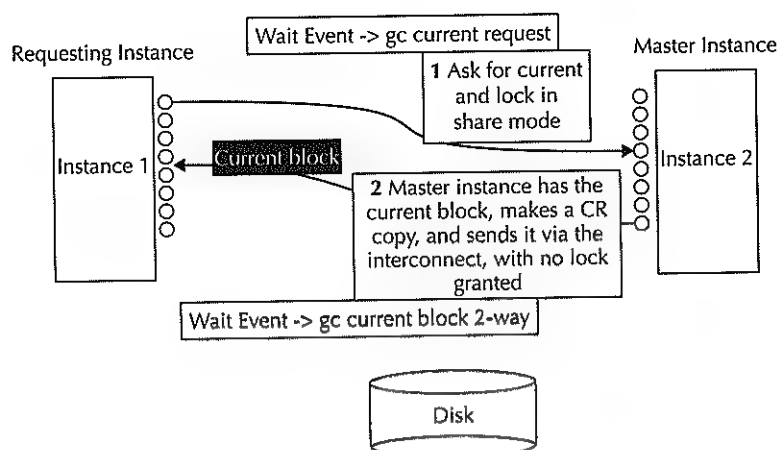 Wait Event -> gc current request
Requesting Instance
Master Instance
1 Ask for current
and lock in
share mode
Instance 1
Current block
Instance 2
2 Master instance has the
current block, makes a CR
copy, and sends it via the
interconnect, with no lock
granted
Wait Event -> gc current block 2-way
Disk